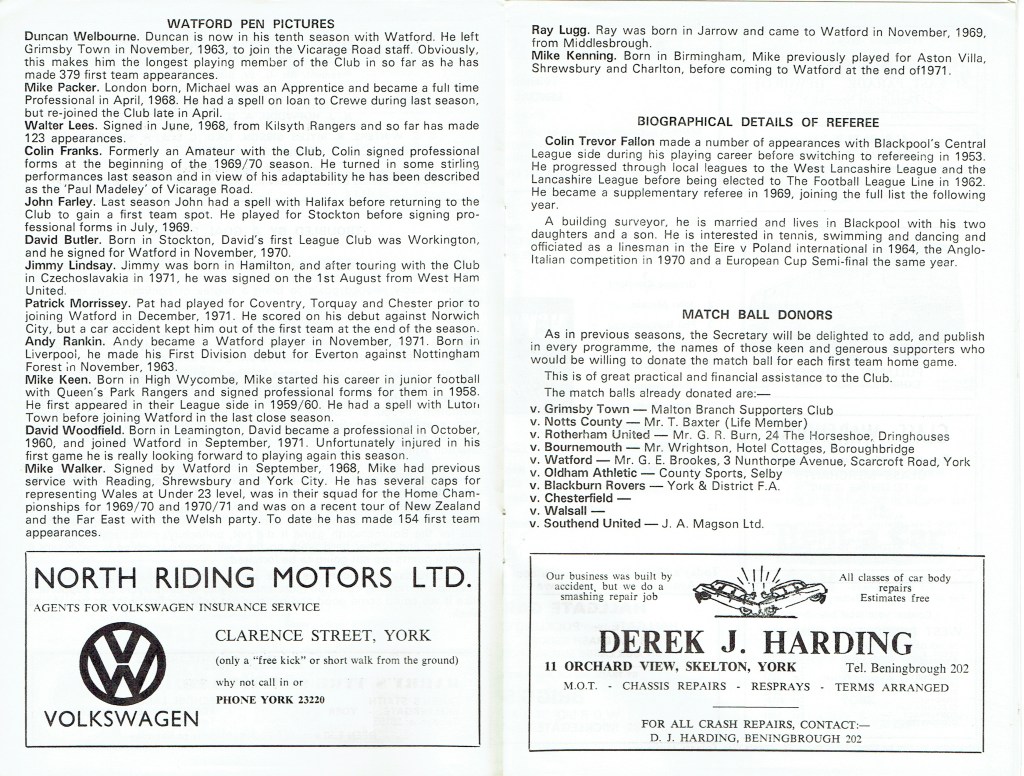 WATFORD PEN PICTURES
Duncan Welbourne. Duncan is now in his tenth season with Watford. He left
Grimsby Town in November, 1963, to join the Vicarage Road staff. Obviously,
this makes him the longest playing member of the Club in so far as he has
made 379 first team appearances.
Mike Packer. London born, Michael was an Apprentice and became a full time
Professional in April, 1968. He had a spell on loan to Crewe during last season,
but re-joined the Club late in April.
Walter Lees. Signed in June, 1968, from Kilsyth Rangers and so far has made
123 appearances.
Colin Franks. Formerly an Amateur with the Club, Colin signed professional
forms at the beginning of the 1969/70 season. He turned in some stirling
performances last season and in view of his adaptability he has been described
as the 'Paul Madeley' of Vicarage Road.
John Farley. Last season John had a spell with Halifax before returning to the
Club to gain a first team spot. He played for Stockton before signing pro-
fessional forms in July, 1969.
David Butler. Born in Stockton, David's first League Club was Workington,
and he signed for Watford in November, 1970.
Jimmy Lindsay. Jimmy was born in Hamilton, and after touring with the Club
in Czechoslavakia in 1971, he was signed on the 1st August from West Ham
United.
Patrick Morrissey. Pat had played for Coventry, Torquay and Chester prior to
joining Watford in December, 1971. He scored on his debut against Norwich
City, but a car accident kept him out of the first team at the end of the season.
Andy Rankin. Andy became a Watford player in November, 1971. Born in
Liverpool, he made his First Division debut for Everton against Nottingham
Forest in November, 1963.
Mike Keen. Born in High Wycombe, Mike started his career in junior football
with Queen's Park Rangers and signed professional forms for them in 1958.
He first appeared in their League side in 1959/60. He had a spell with Luton
Town before joining Watford in the last close season.
David Woodfield. Born in Leamington, David became a professional in October,
1960, and joined Watford in September, 1971. Unfortunately injured in his
first game he is really looking forward to playing again this season.
Mike Walker. Signed by Watford in September, 1968, Mike had previous
service with Reading, Shrewsbury and York City. He has several caps for
representing Wales at Under 23 level, was in their squad for the Home Cham-
pionships for 1969/70 and 1970/71 and was on a recent tour of New Zealand
and the Far East with the Welsh party. To date he has made 154 first team
appearances.
NORTH RIDING MOTORS LTD.
AGENTS FOR VOLKSWAGEN INSURANCE SERVICE
CLARENCE STREET, YORK
(only a "free kick" or short walk from the ground)
why not call in or
PHONE YORK 23220
VOLKSWAGEN
Ray Lugg. Ray was born in Jarrow and came to Watford in November, 1969,
from Middlesbrough.
Mike Kenning. Born in Birmingham, Mike previously played for Aston Villa,
Shrewsbury and Charlton, before coming to Watford at the end of1971.
BIOGRAPHICAL DETAILS OF REFEREE
Colin Trevor Fallon made a number of appearances with Blackpool's Central
League side during his playing career before switching to refereeing in 1953.
He progressed through local leagues to the West Lancashire League and the
Lancashire League before being elected to The Football League Line in 1962.
He became a supplementary referee in 1969, joining the full list the following
year.
A building surveyor, he is married and lives in Blackpool with his two
daughters and a son. He is interested in tennis, swimming and dancing and
officiated as a linesman in the Eire v Poland international in 1964, the Anglo-
Italian competition in 1970 and a European Cup Semi-final the same year.
MATCH BALL DONORS
As in previous seasons, the Secretary will be delighted to add, and publish
in every programme, the names of those keen and generous supporters who
would be willing to donate the match ball for each first team home game.
This is of great practical and financial assistance to the Club.
The match balls already donated are:—
v. Grimsby Town — Malton Branch Supporters Club
v. Notts County — Mr. T. Baxter (Life Member)
v. Rotherham United — Mr. G. R. Burn, 24 The Horseshoe, Dringhouses
v. Bournemouth — Mr. Wrightson, Hotel Cottages, Boroughbridge
v. Watford — Mr. G. E. Brookes, 3 Nunthorpe Avenue, Scarcroft Road, York
v. Oldham Athletic — County Sports, Selby
v. Blackburn Rovers — York & District F.A.
v. Chesterfield —
v. Walsall —
v. Southend United — J. A. Magson Ltd.
Our business was built by
accident, but we do a
smashing repair job
All classes of car body
repairs
Estimates free
DEREK J. HARDING
11 ORCHARD VIEW, SKELTON, YORK Tel. Beningbrough 202
M.O.T. - CHASSIS REPAIRS - RESPRAYS - TERMS ARRANGED
FOR ALL CRASH REPAIRS, CONTACT:—
D. J. HARDING, BENINGBROUGH 202